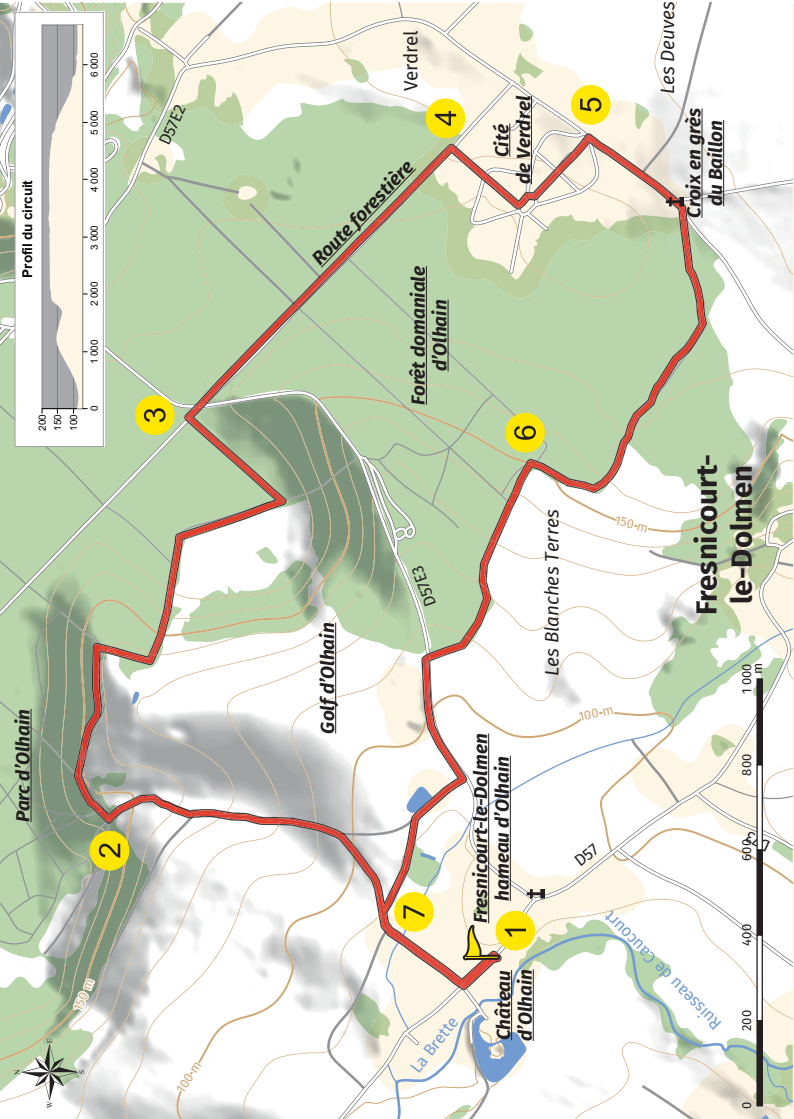 Profil du circuit
200
150
100
0
1 000
2 000
3 000
4 000
5 000
6 000
D57E2
Verdrel
Les Deuves
4
5
Cité
de Verdrel
Croix en grès
du Baillon
Route forestière
3
Forêt domaniale
d'Olhain
6
150 m
Fresnicourt-
le-Dolmen
D57E3
Les Blanches Terres
Golf d'Olhain
Parc d'Olhain
2
100 m
Fresnicourt-le-Dolmen
hameau d'Olhain
7
1
D57
Château
d'Olhain
La Brette
Ruisseau de Caucourt
150 m
100 m
N
E
S
W
0
200
400
600
800
1 000
m